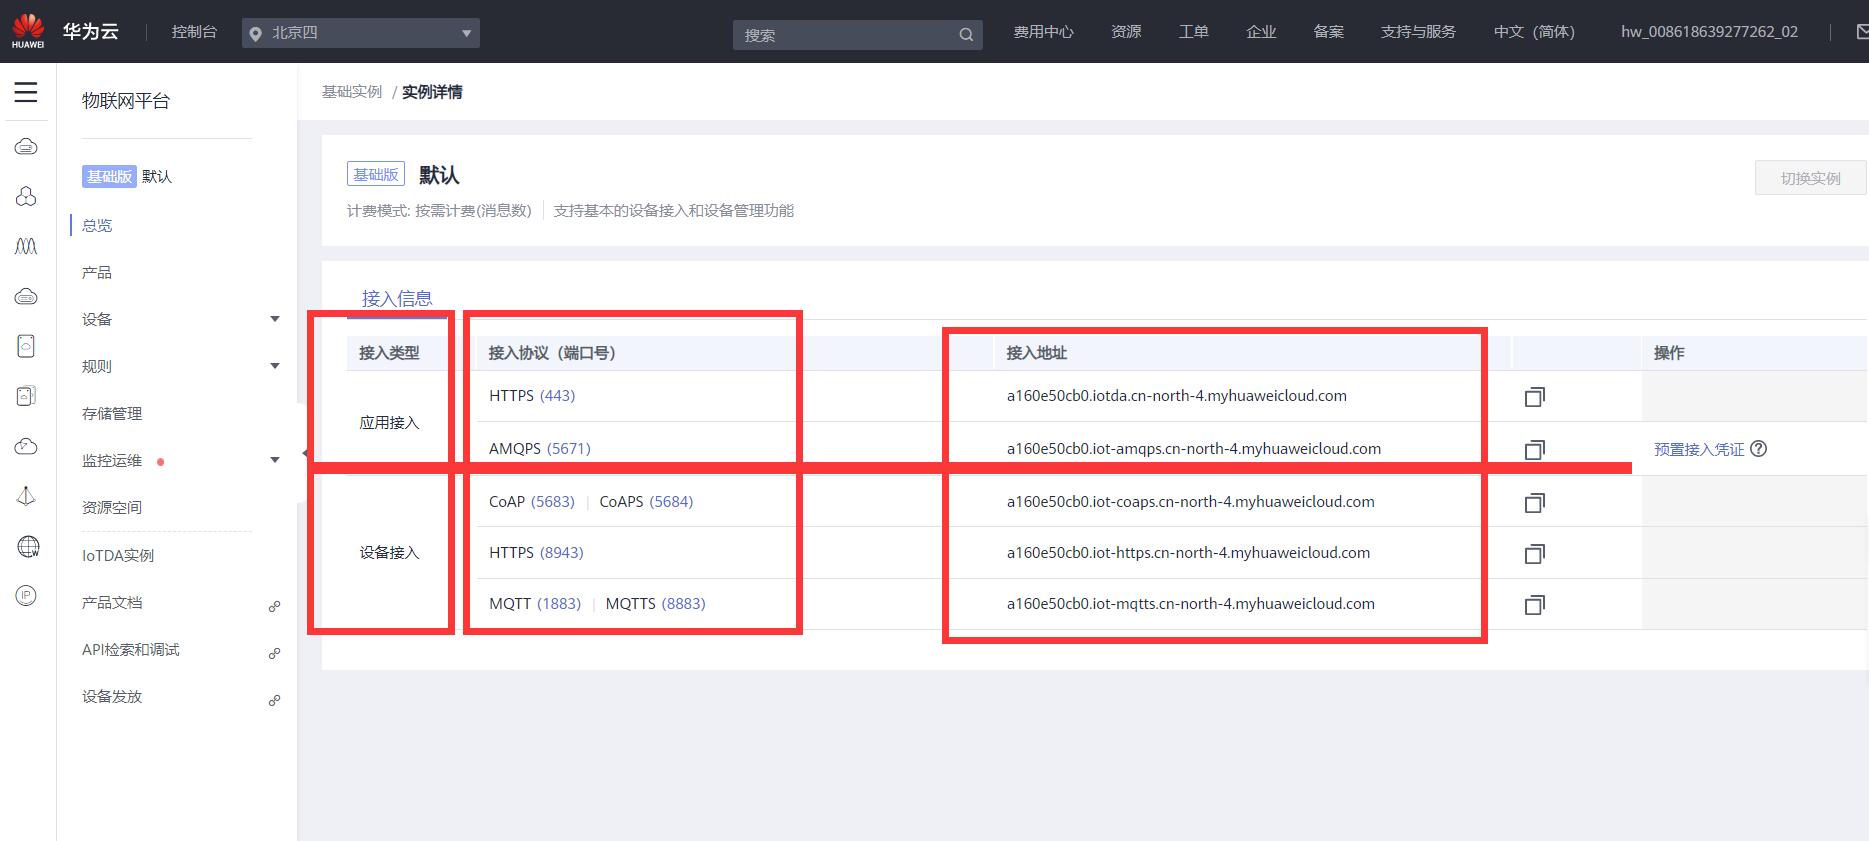 HUAWEI 华为云 控制台 北京四 搜索 费用中心 资源 工单 企业 备案 支持与服务 中文（简体） hw_008618639277262_02
物联网平台
基础版 默认
总览
产品
设备
规则
存储管理
监控运维
资源空间
IoTDA实例
产品文档
API检索和调试
设备发放
W
IP
基础实例 / 实例详情
基础版 默认
切换实例
计费模式: 按需计费(消息数) 支持基本的设备接入和设备管理功能
接入信息
接入类型 接入协议（端口号） 接入地址 操作
应用接入
HTTPS (443) a160e50cb0.iotda.cn-north-4.myhuaweicloud.com
AMQPS (5671) a160e50cb0.iot-amqps.cn-north-4.myhuaweicloud.com 预置接入凭证 ?
设备接入
CoAP (5683) | CoAPS (5684) a160e50cb0.iot-coaps.cn-north-4.myhuaweicloud.com
HTTPS (8943) a160e50cb0.iot-https.cn-north-4.myhuaweicloud.com
MQTT (1883) | MQTTS (8883) a160e50cb0.iot-mqtts.cn-north-4.myhuaweicloud.com